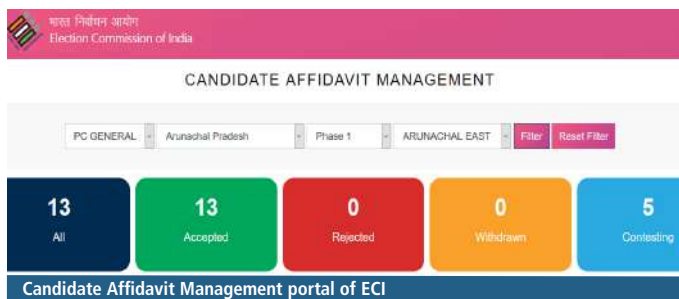 भारत निर्वाचन आयोग
Election Commission of India
CANDIDATE AFFIDAVIT MANAGEMENT
PC GENERAL Arunachal Pradesh Phase 1 ARUNACHAL EAST Filter Reset Filter
13 13 0 0 5
All Accepted Rejected Withdrawn Contesting
Candidate Affidavit Management portal of ECI